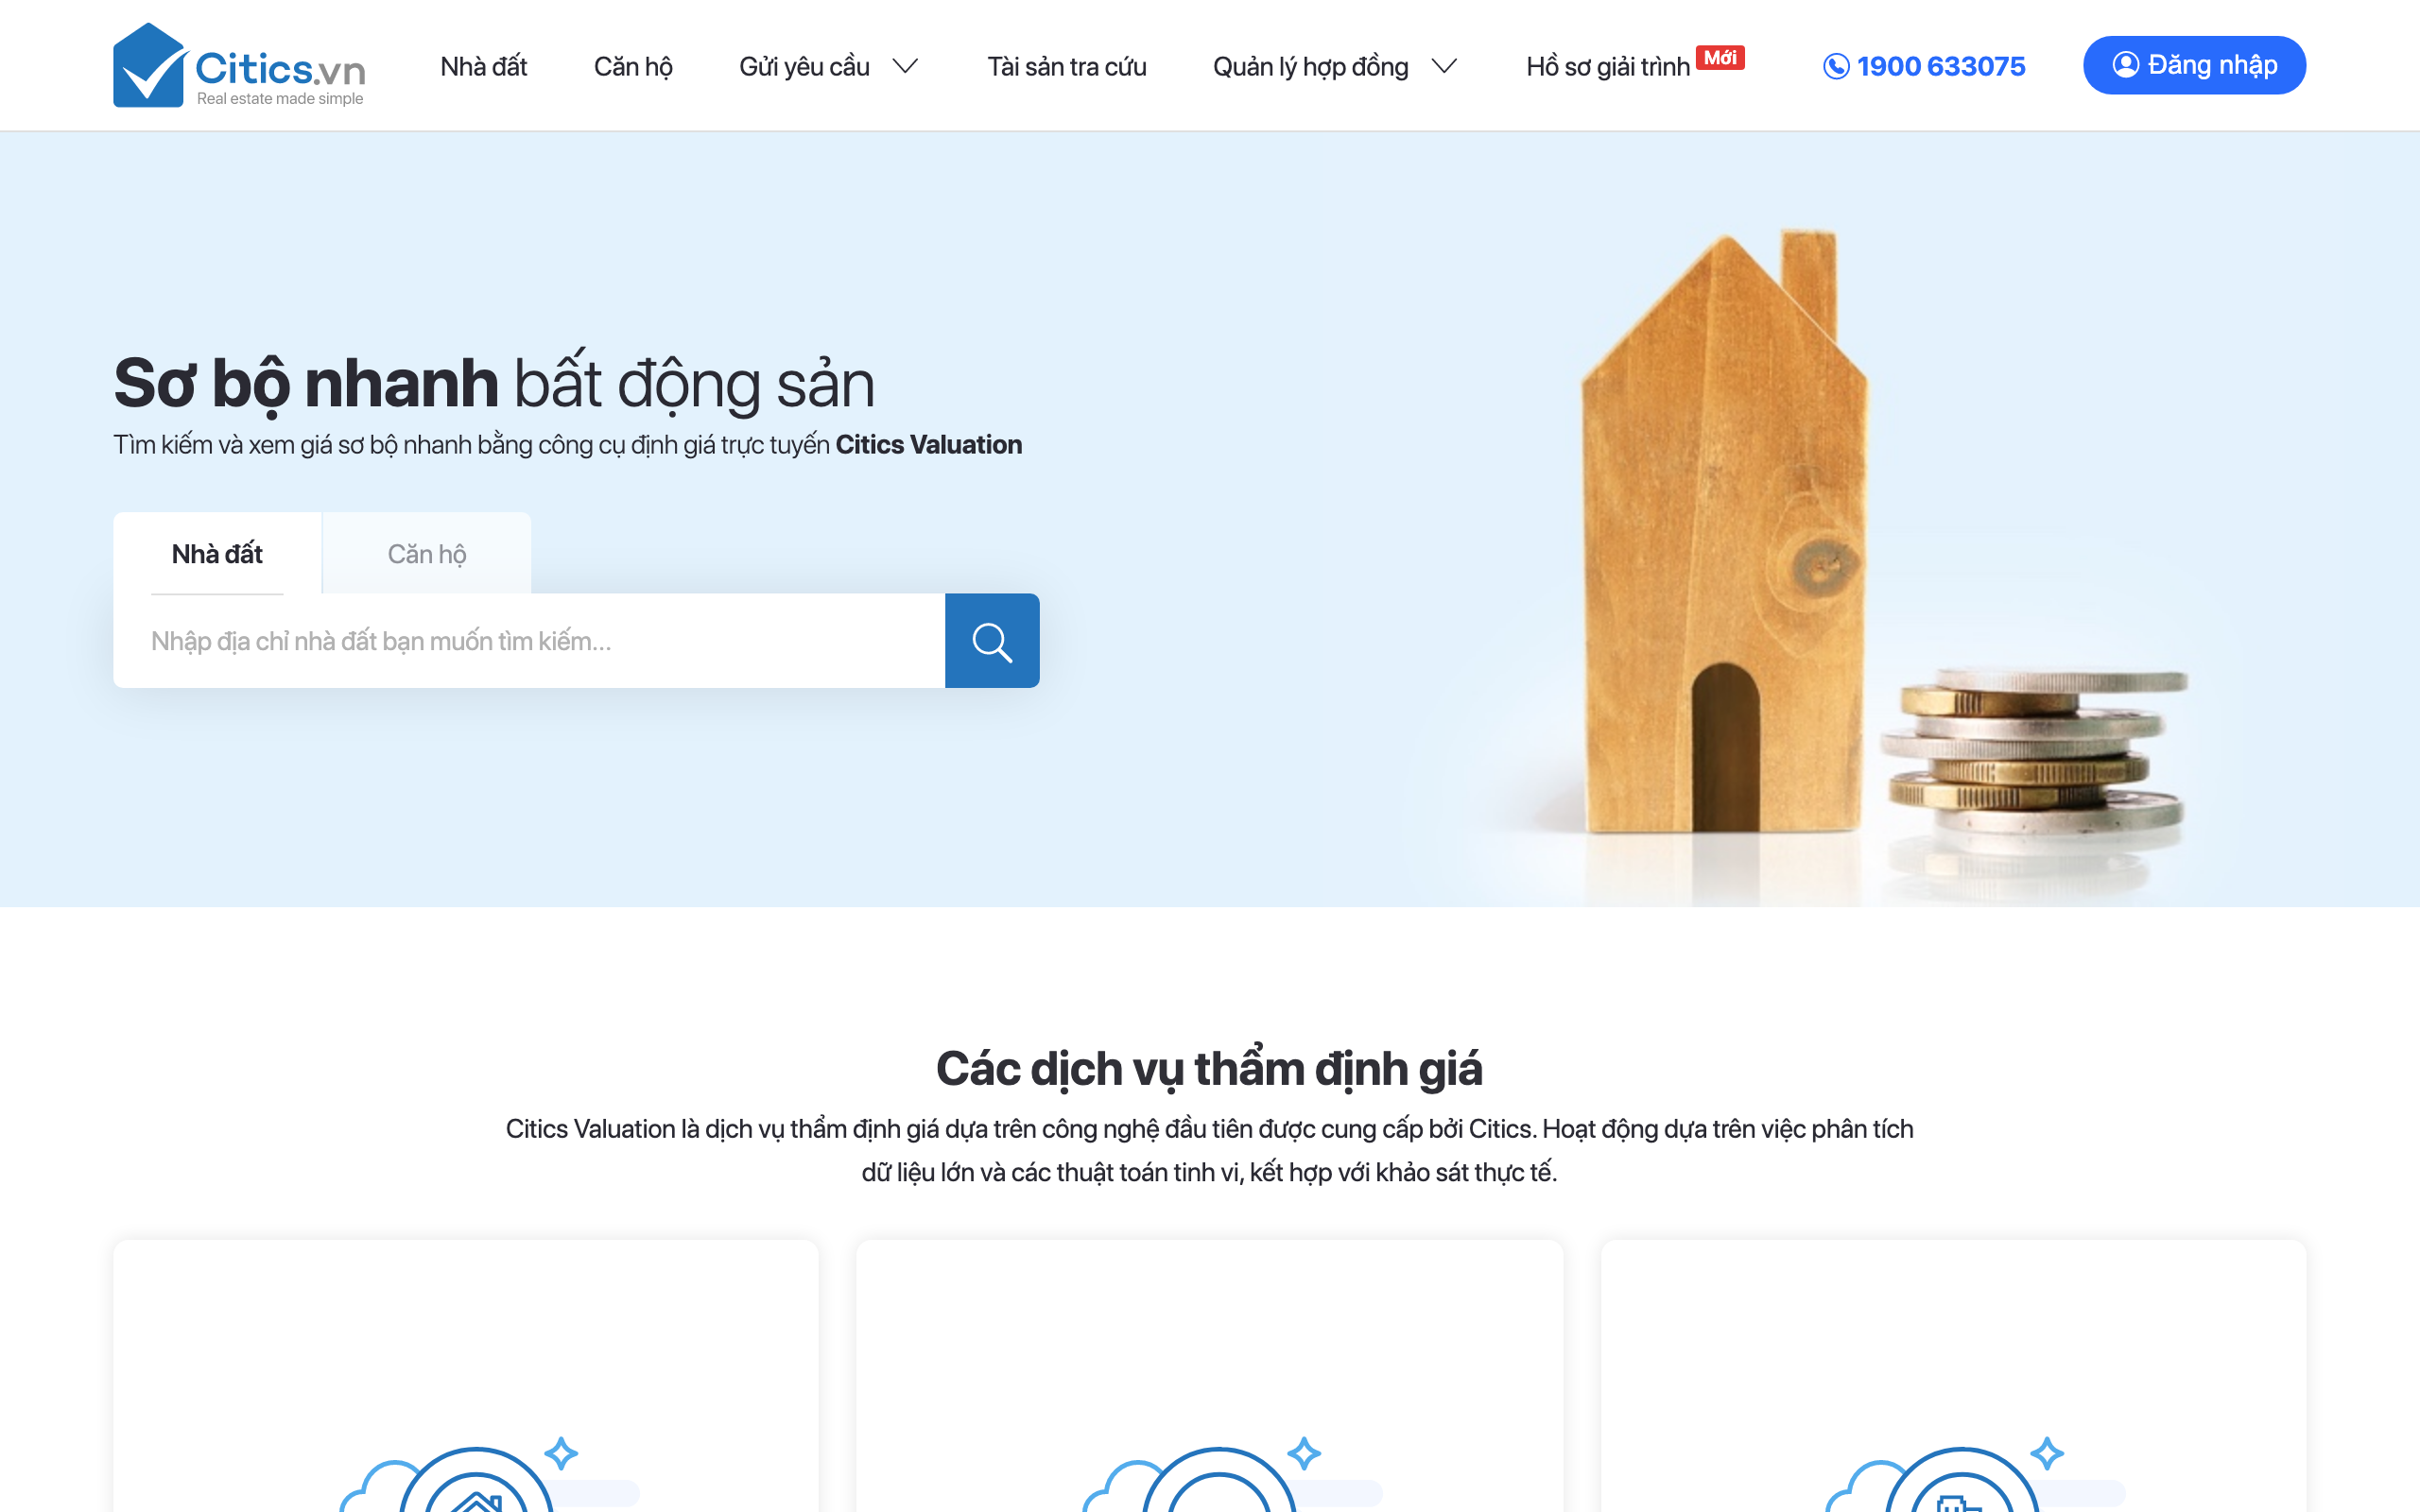 Citics.vn
Real estate made simple
Nhà đất
Căn hộ
Gửi yêu cầu
Tài sản tra cứu
Quản lý hợp đồng
Hồ sơ giải trình
Mới
1900 633075
Đăng nhập
Sơ bộ nhanh bất động sản
Tìm kiếm và xem giá sơ bộ nhanh bằng công cụ định giá trực tuyến Citics Valuation
Nhà đất
Căn hộ
Nhập địa chỉ nhà đất bạn muốn tìm kiếm...
Các dịch vụ thẩm định giá
Citics Valuation là dịch vụ thẩm định giá dựa trên công nghệ đầu tiên được cung cấp bởi Citics. Hoạt động dựa trên việc phân tích
dữ liệu lớn và các thuật toán tinh vi, kết hợp với khảo sát thực tế.